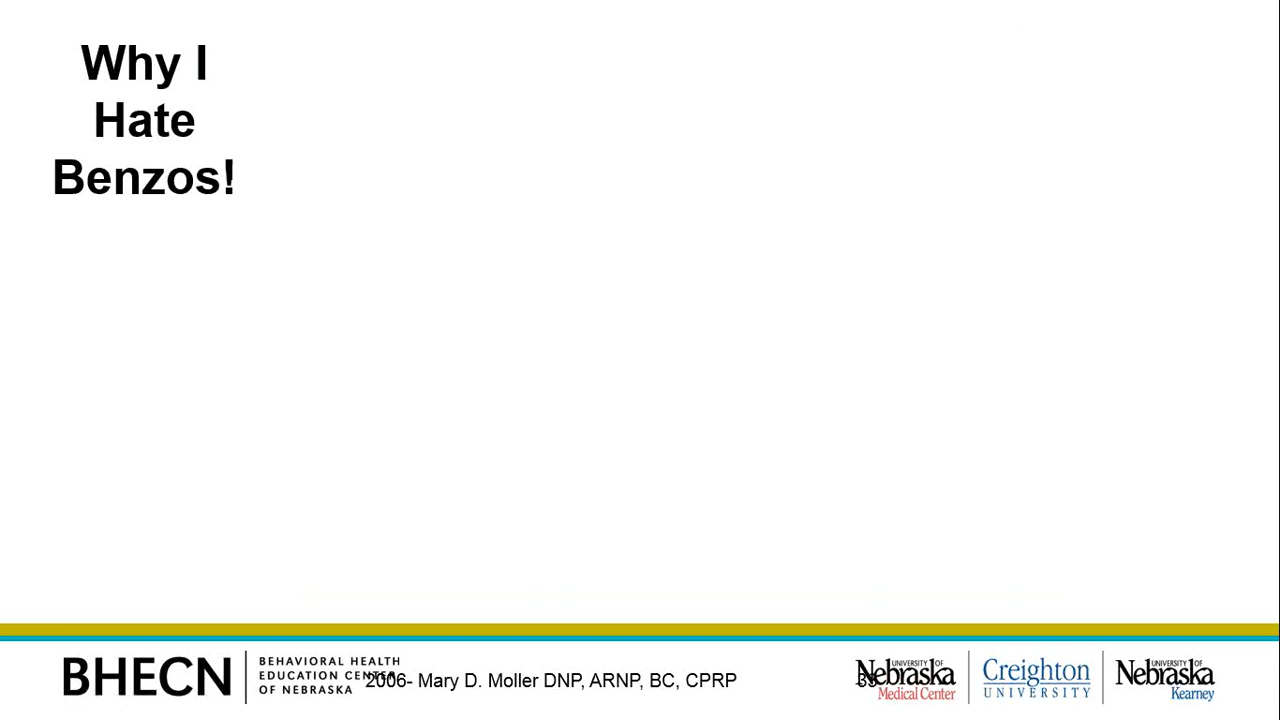 Why I
Hate
Benzos!
BHECN
BEHAVIORAL HEALTH
EDUCATION CENTER
OF NEBRASKA
2006- Mary D. Moller DNP, ARNP, BC, CPRP
UNIVERSITY OF
Nebraska
Medical Center
Creighton
UNIVERSITY
UNIVERSITY OF
Nebraska
Kearney